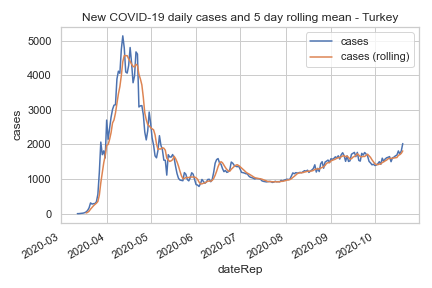 New COVID-19 daily cases and 5 day rolling mean - Turkey
cases
cases (rolling)
5000
4000
3000
2000
1000
0
cases
2020-03
2020-04
2020-05
2020-06
2020-07
2020-08
2020-09
2020-10
dateRep